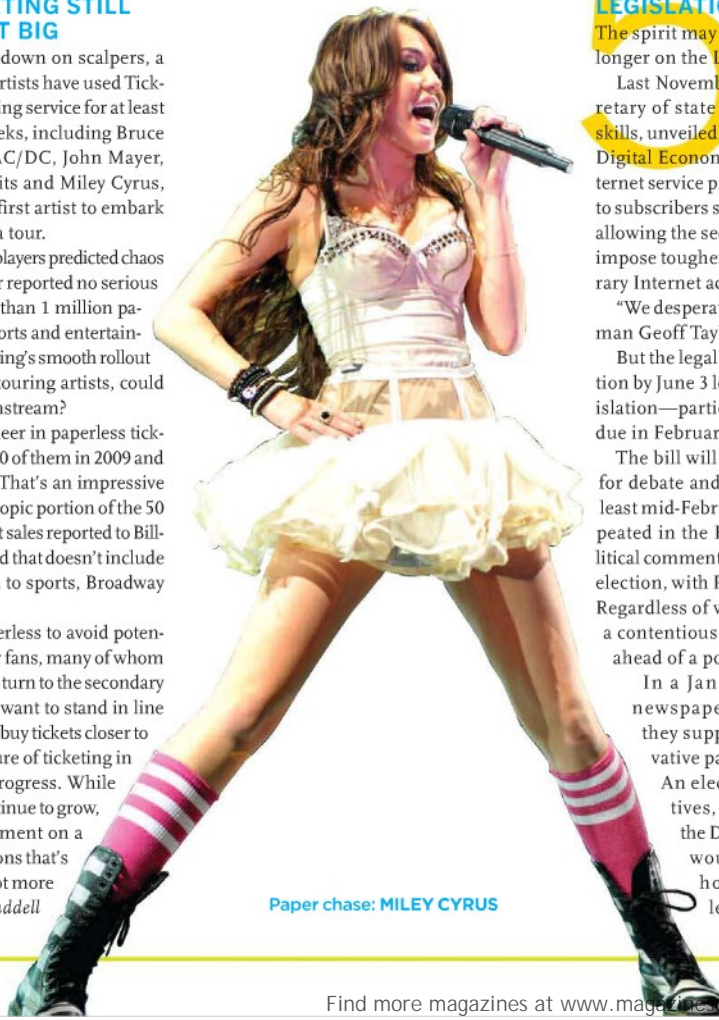 TING STILL
T BIG
down on scalpers, a
rtists have used Tick-
ing service for at least
eks, including Bruce
AC/DC, John Mayer,
its and Miley Cyrus,
first artist to embark
a tour.
players predicted chaos
r reported no serious
than 1 million pa-
orts and entertain-
ing's smooth rollout
touring artists, could
nstream?
eer in paperless tick-
0 of them in 2009 and
That's an impressive
opic portion of the 50
t sales reported to Bill-
d that doesn't include
to sports, Broadway
erless to avoid poten-
r fans, many of whom
turn to the secondary
want to stand in line
buy tickets closer to
ure of ticketing in
rogress. While
tinue to grow,
ment on a
ons that's
ot more
ddell
Paper chase: MILEY CYRUS
LEGISLATIO
5
The spirit may
longer on the L
Last Novemb
retary of state
skills, unveiled
Digital Econom
ternet service p
to subscribers s
allowing the se
impose tougher
rary Internet ac
"We desperat
man Geoff Tay
But the legal
tion by June 3 l
islation—parti
due in Februar
The bill will
for debate and
least mid-Febr
peated in the
litical comment
election, with
Regardless of v
a contentious
ahead of a po
In a Jan
newspape
they supp
vative pa
An elec
tives,
the D
wou
ho
le
Find more magazines at www.magazines